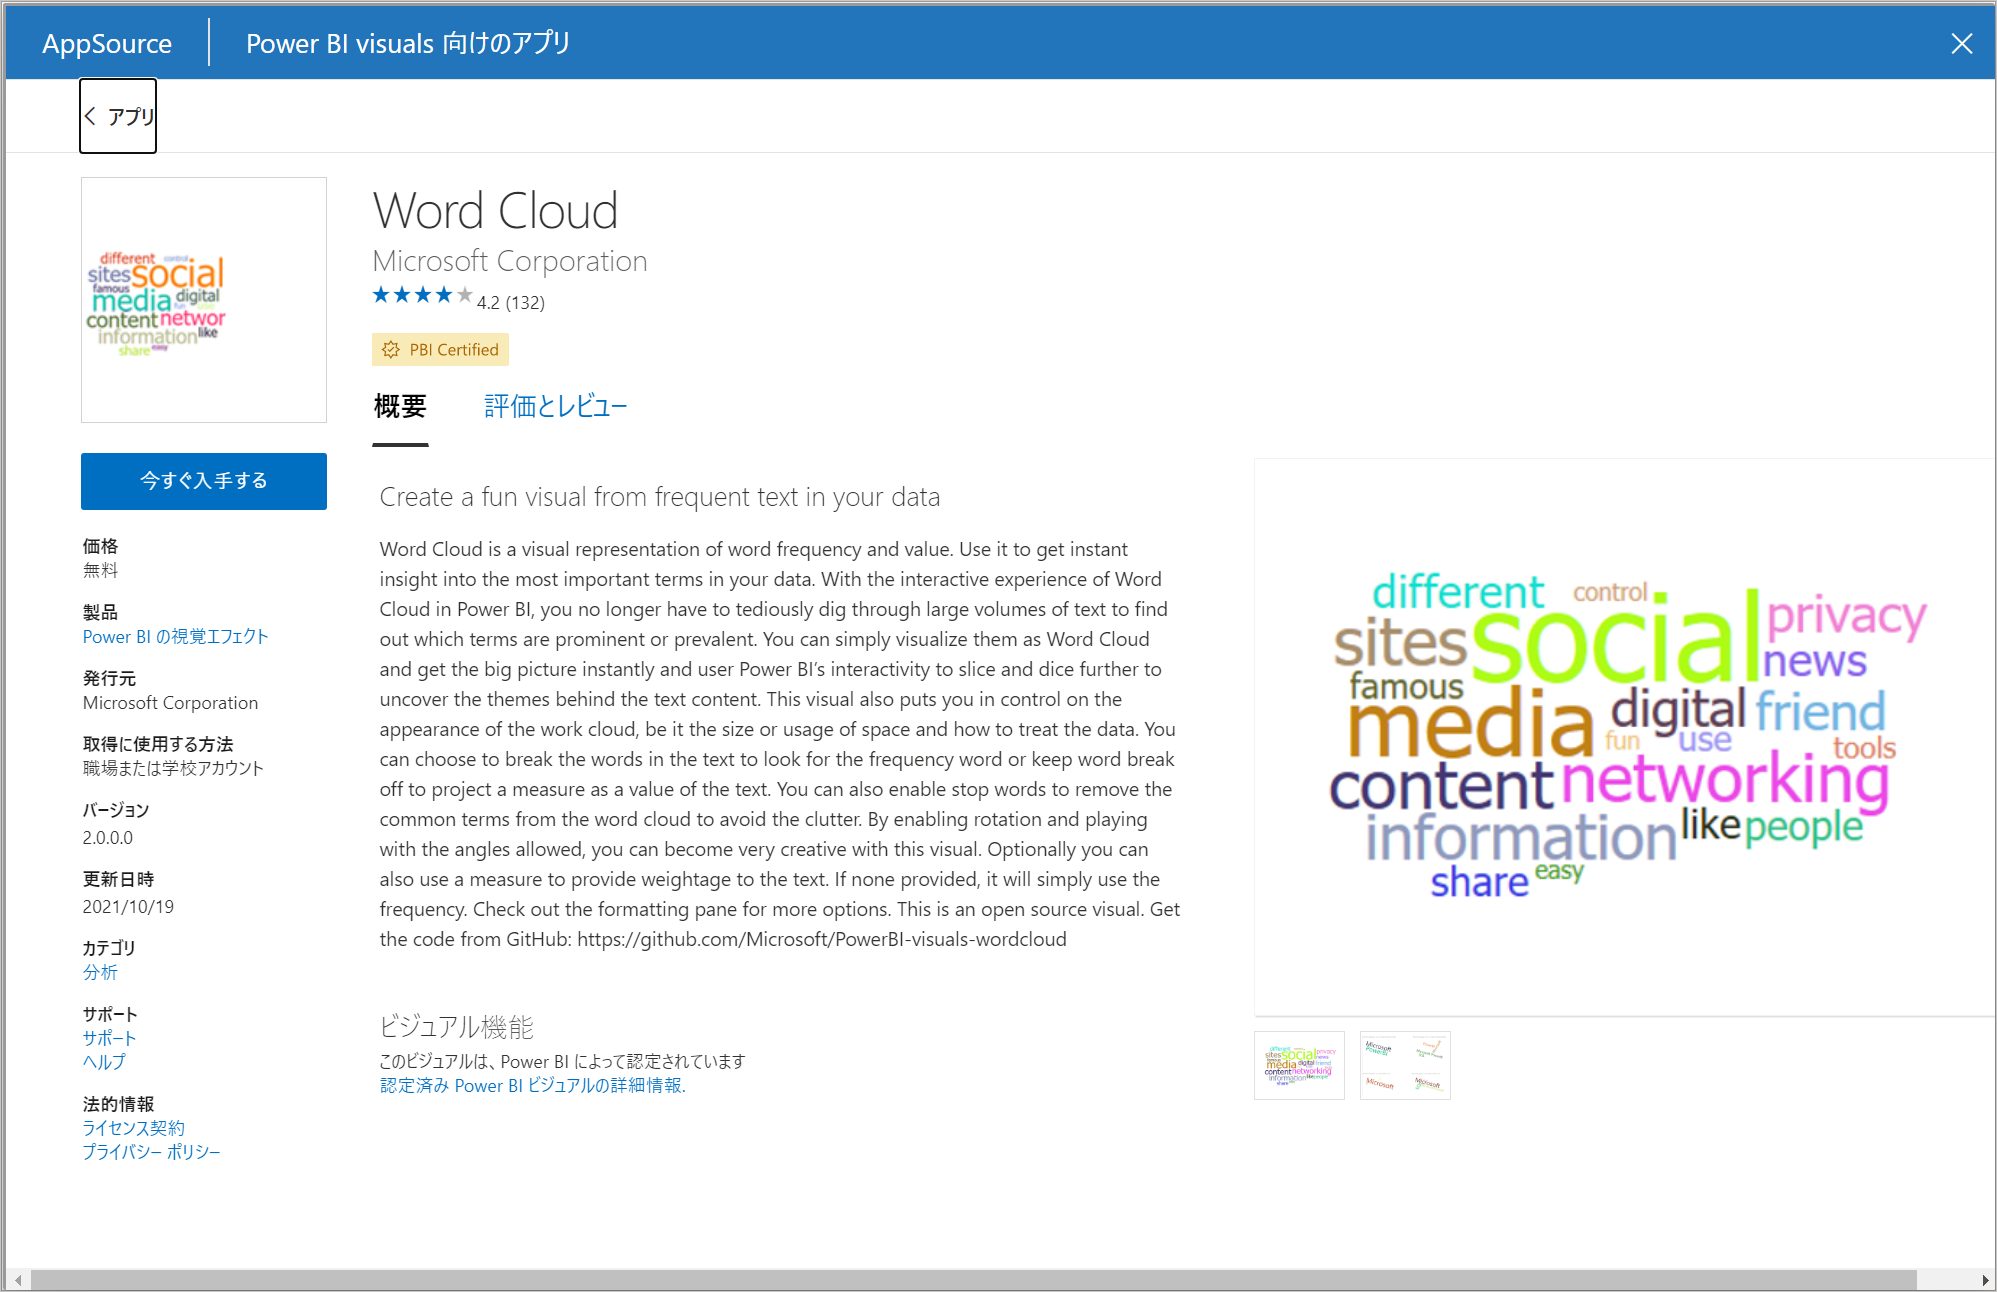 AppSource
Power BI visuals 向けのアプリ
アプリ
different control
sites social
famous
media digital
fun use
content networ
information like
share easy
今すぐ入手する
価格
無料
製品
Power BI の視覚エフェクト
発行元
Microsoft Corporation
取得に使用する方法
職場または学校アカウント
バージョン
2.0.0.0
更新日時
2021/10/19
カテゴリ
分析
サポート
サポート
ヘルプ
法的情報
ライセンス契約
プライバシー ポリシー
Word Cloud
Microsoft Corporation
4.2 (132)
PBI Certified
概要
評価とレビュー
Create a fun visual from frequent text in your data
Word Cloud is a visual representation of word frequency and value. Use it to get instant
insight into the most important terms in your data. With the interactive experience of Word
Cloud in Power BI, you no longer have to tediously dig through large volumes of text to find
out which terms are prominent or prevalent. You can simply visualize them as Word Cloud
and get the big picture instantly and user Power BI’s interactivity to slice and dice further to
uncover the themes behind the text content. This visual also puts you in control on the
appearance of the work cloud, be it the size or usage of space and how to treat the data. You
can choose to break the words in the text to look for the frequency word or keep word break
off to project a measure as a value of the text. You can also enable stop words to remove the
common terms from the word cloud to avoid the clutter. By enabling rotation and playing
with the angles allowed, you can become very creative with this visual. Optionally you can
also use a measure to provide weightage to the text. If none provided, it will simply use the
frequency. Check out the formatting pane for more options. This is an open source visual. Get
the code from GitHub: https://github.com/Microsoft/PowerBI-visuals-wordcloud
ビジュアル機能
このビジュアルは、Power BI によって認定されています
認定済み Power BI ビジュアルの詳細情報.
different control
sites social privacy
news
famous
media digital friend
fun use tools
content networking
information like people
share easy